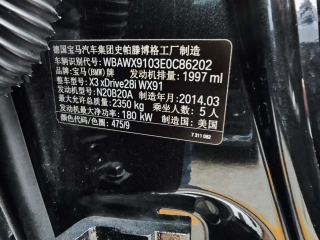 德国宝马汽车集团史帕滕博格工厂制造
车辆识别代号: WBAWX9103E0C86202
品牌: 宝马(BMW)牌 发动机排量: 1997 ml
车辆型号: X3 xDrive28i WX91
发动机型号: N20B20A 制造年月: 2014.03
最大允许总质量: 2350 kg 乘坐人数: 5 人
发动机最大净功率: 180 kW 制造国: 美国
颜色代码/色圈: 475/9
7 311 082